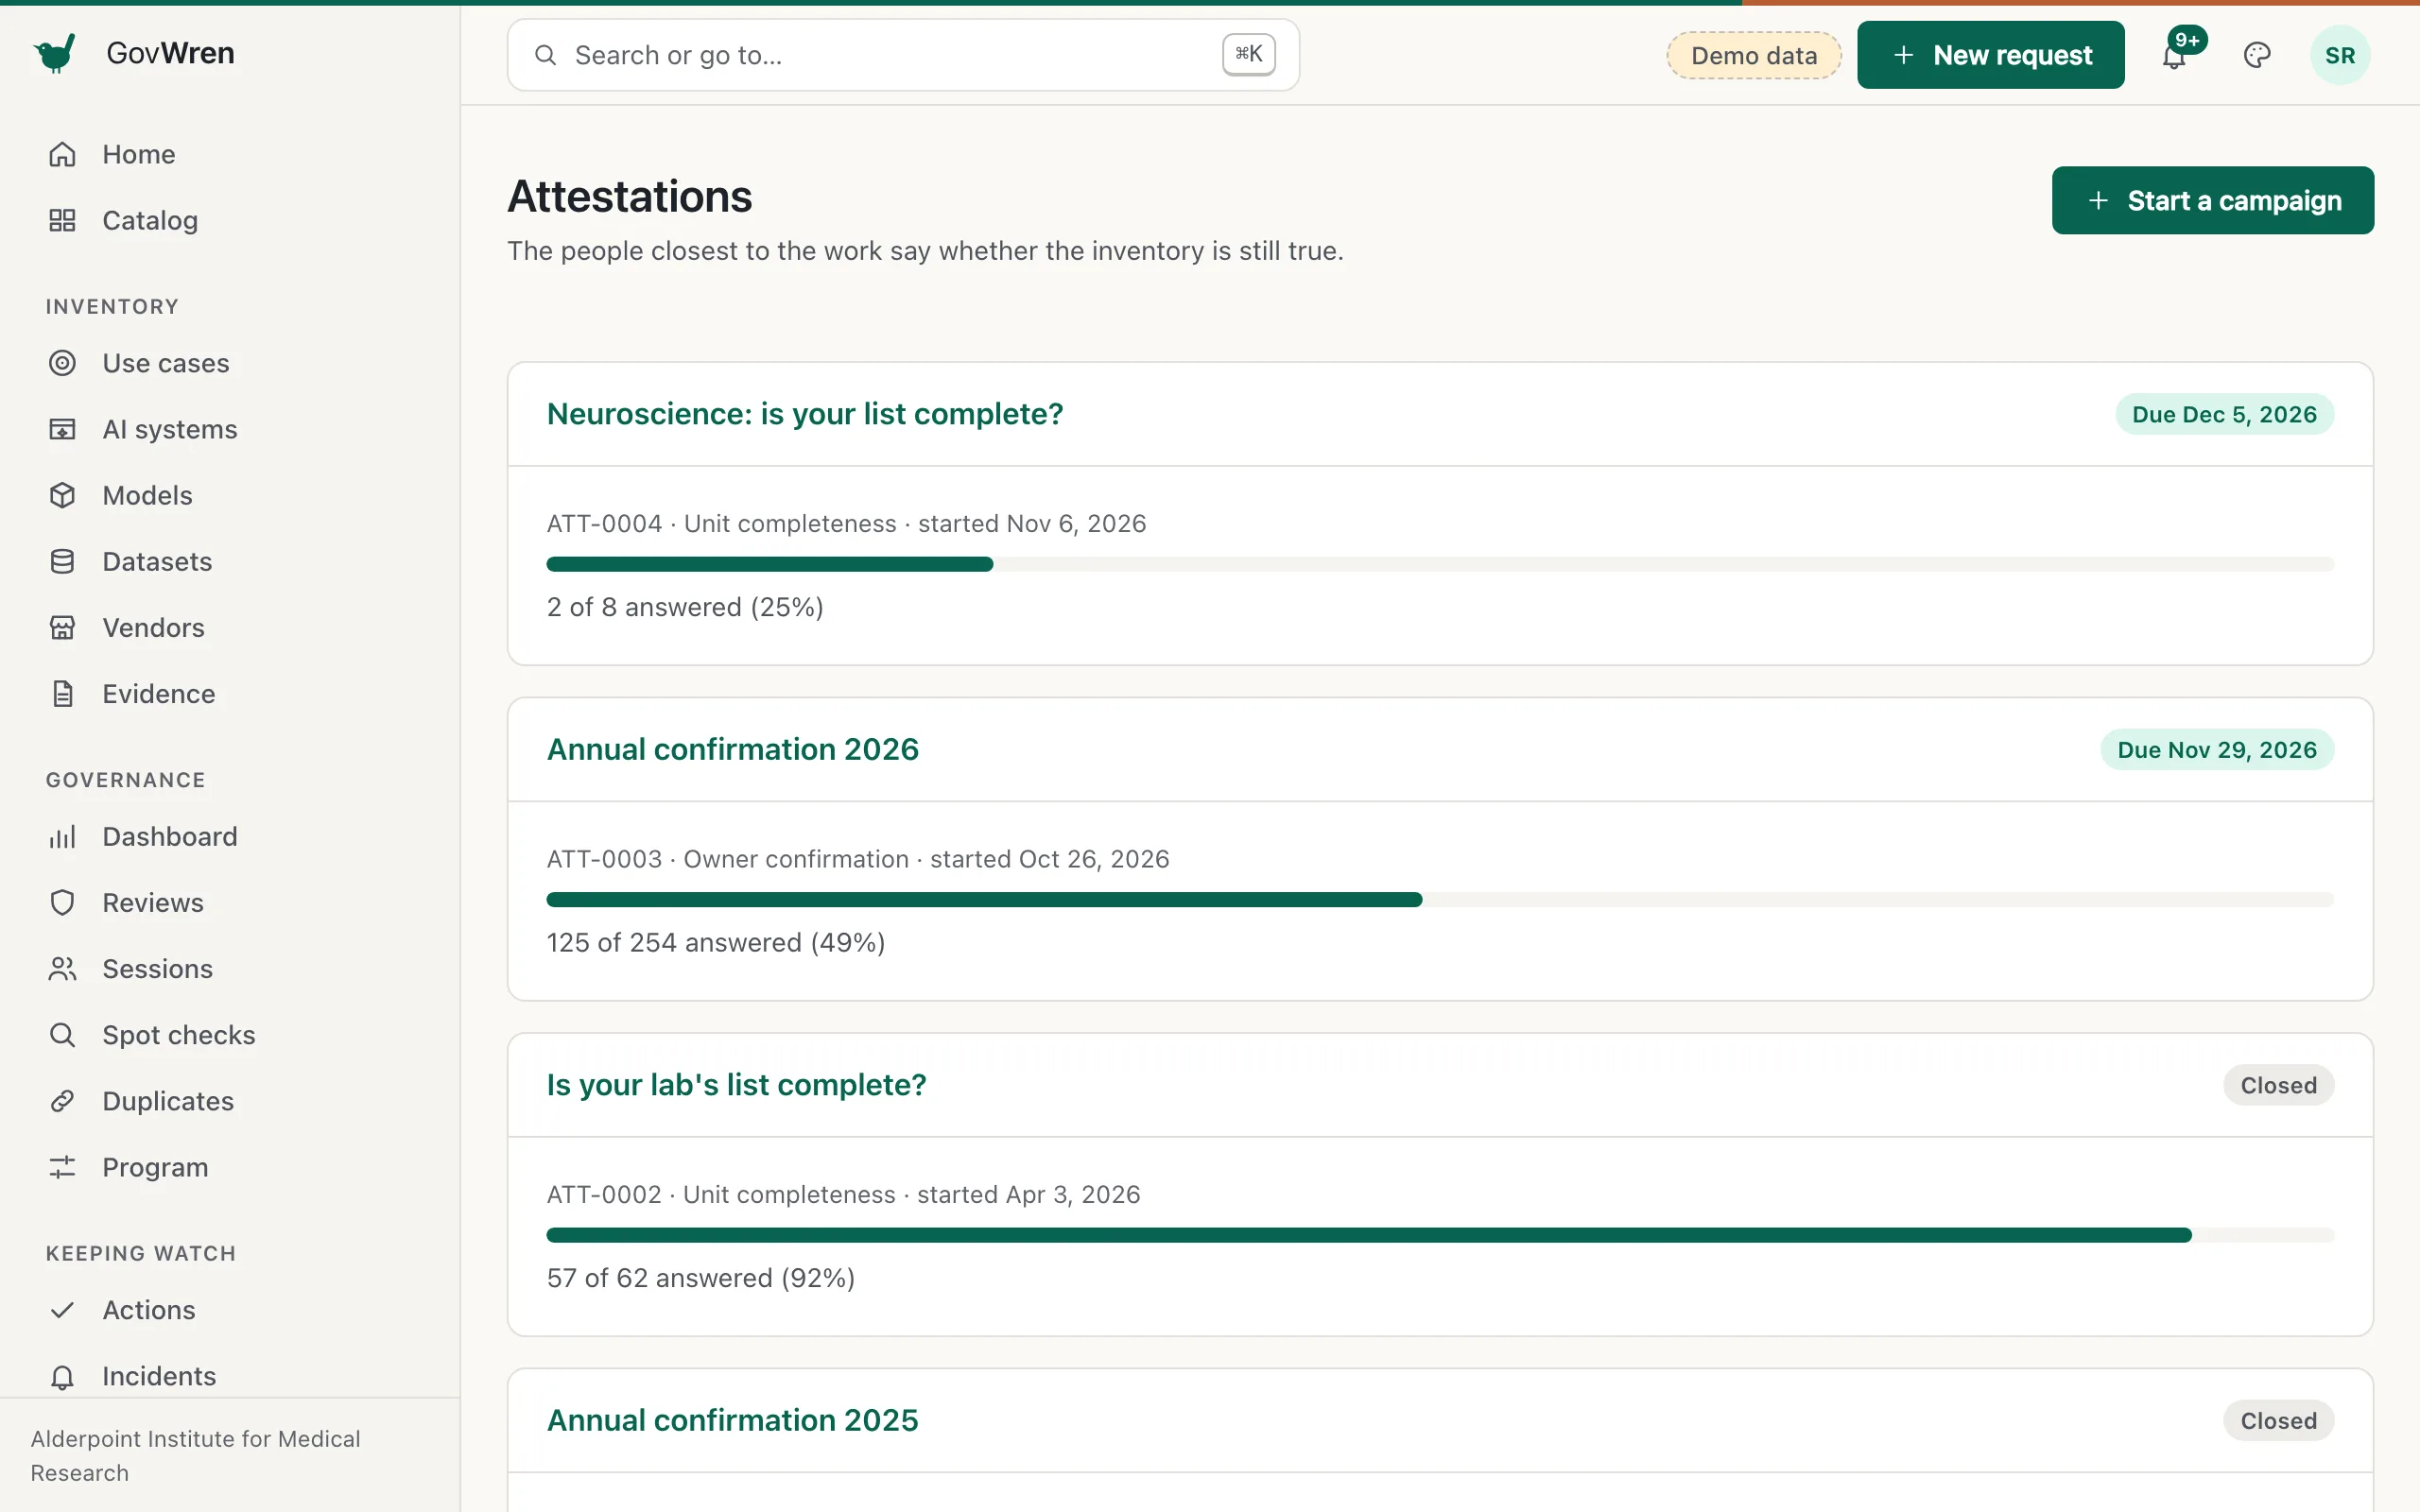 GovWren
Search or go to...
⌘K
Demo data
New request
9+
SR
Home
Catalog
INVENTORY
Use cases
AI systems
Models
Datasets
Vendors
Evidence
GOVERNANCE
Dashboard
Reviews
Sessions
Spot checks
Duplicates
Program
KEEPING WATCH
Actions
Incidents
Alderpoint Institute for Medical
Research
Attestations
Start a campaign
The people closest to the work say whether the inventory is still true.
Neuroscience: is your list complete?
Due Dec 5, 2026
ATT-0004 · Unit completeness · started Nov 6, 2026
2 of 8 answered (25%)
Annual confirmation 2026
Due Nov 29, 2026
ATT-0003 · Owner confirmation · started Oct 26, 2026
125 of 254 answered (49%)
Is your lab's list complete?
Closed
ATT-0002 · Unit completeness · started Apr 3, 2026
57 of 62 answered (92%)
Annual confirmation 2025
Closed